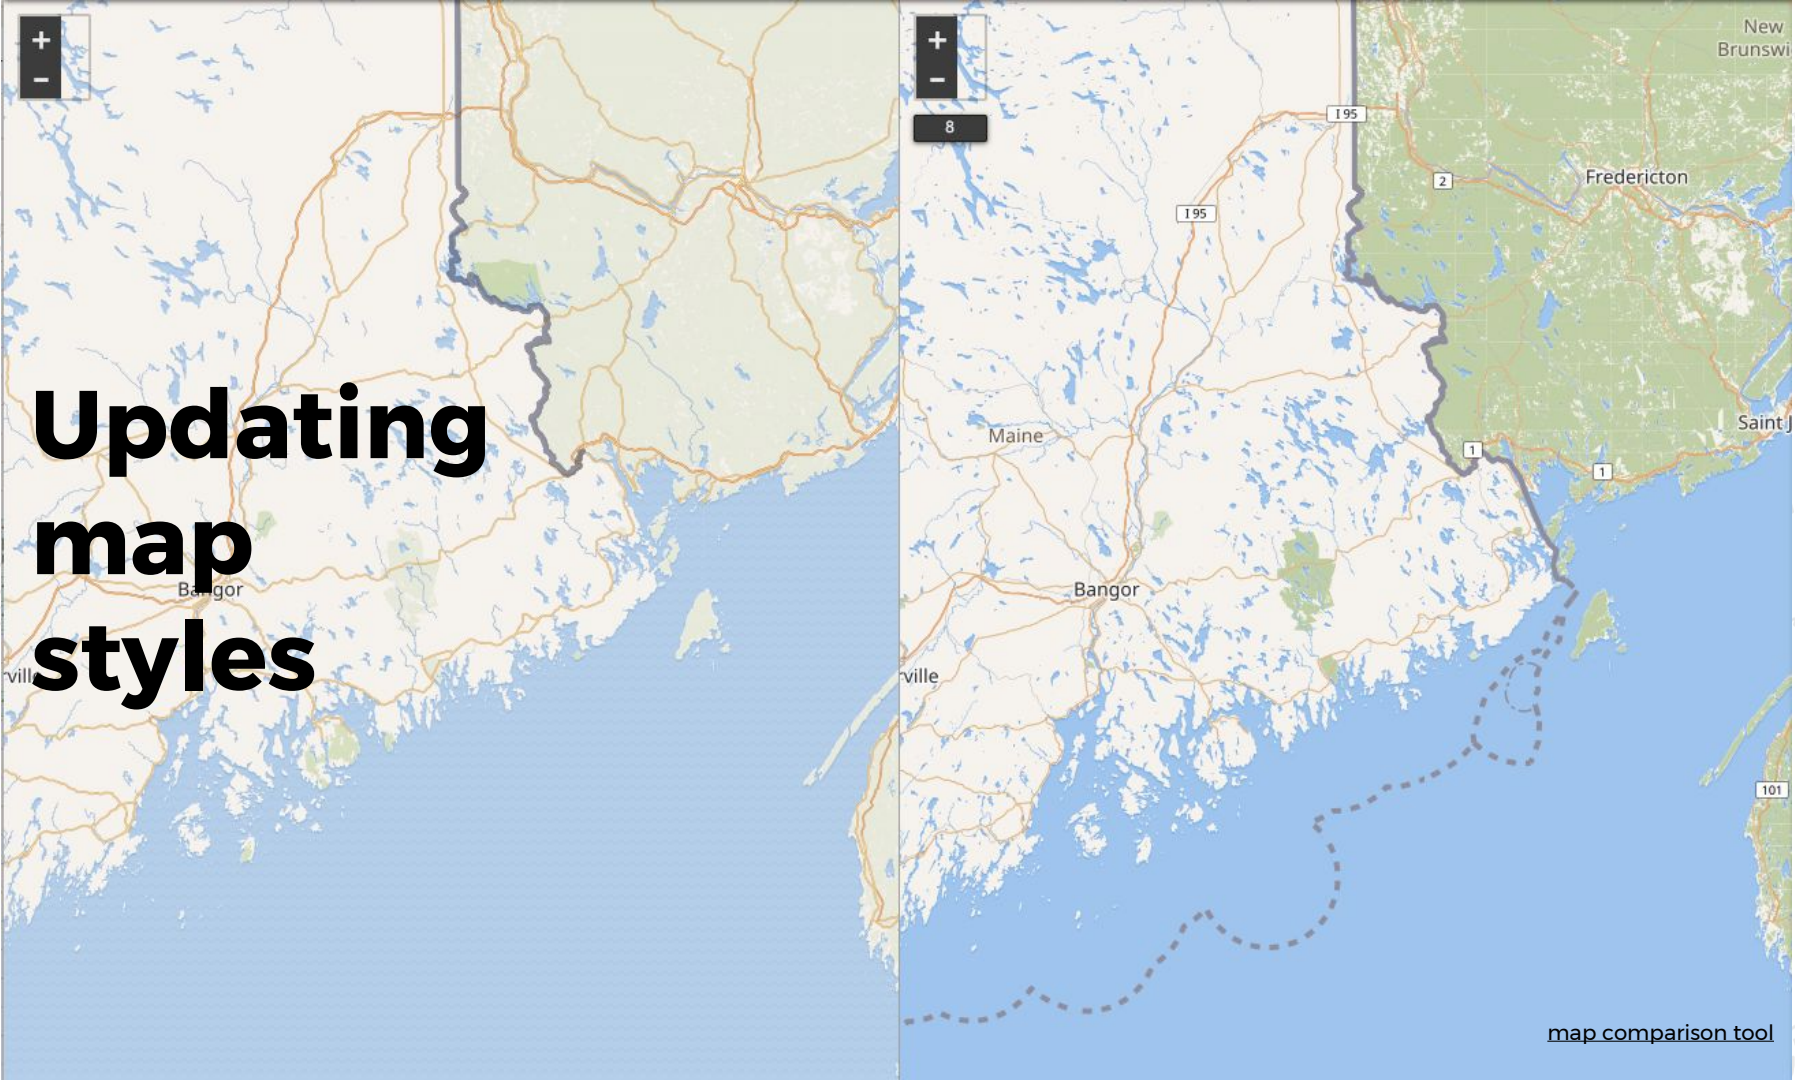 +
−
Updating
map
styles
Bangor
ville
+
−
8
New
Brunswi
I 95
2
Fredericton
I 95
Maine
1
Saint J
1
Bangor
ville
101
map comparison tool